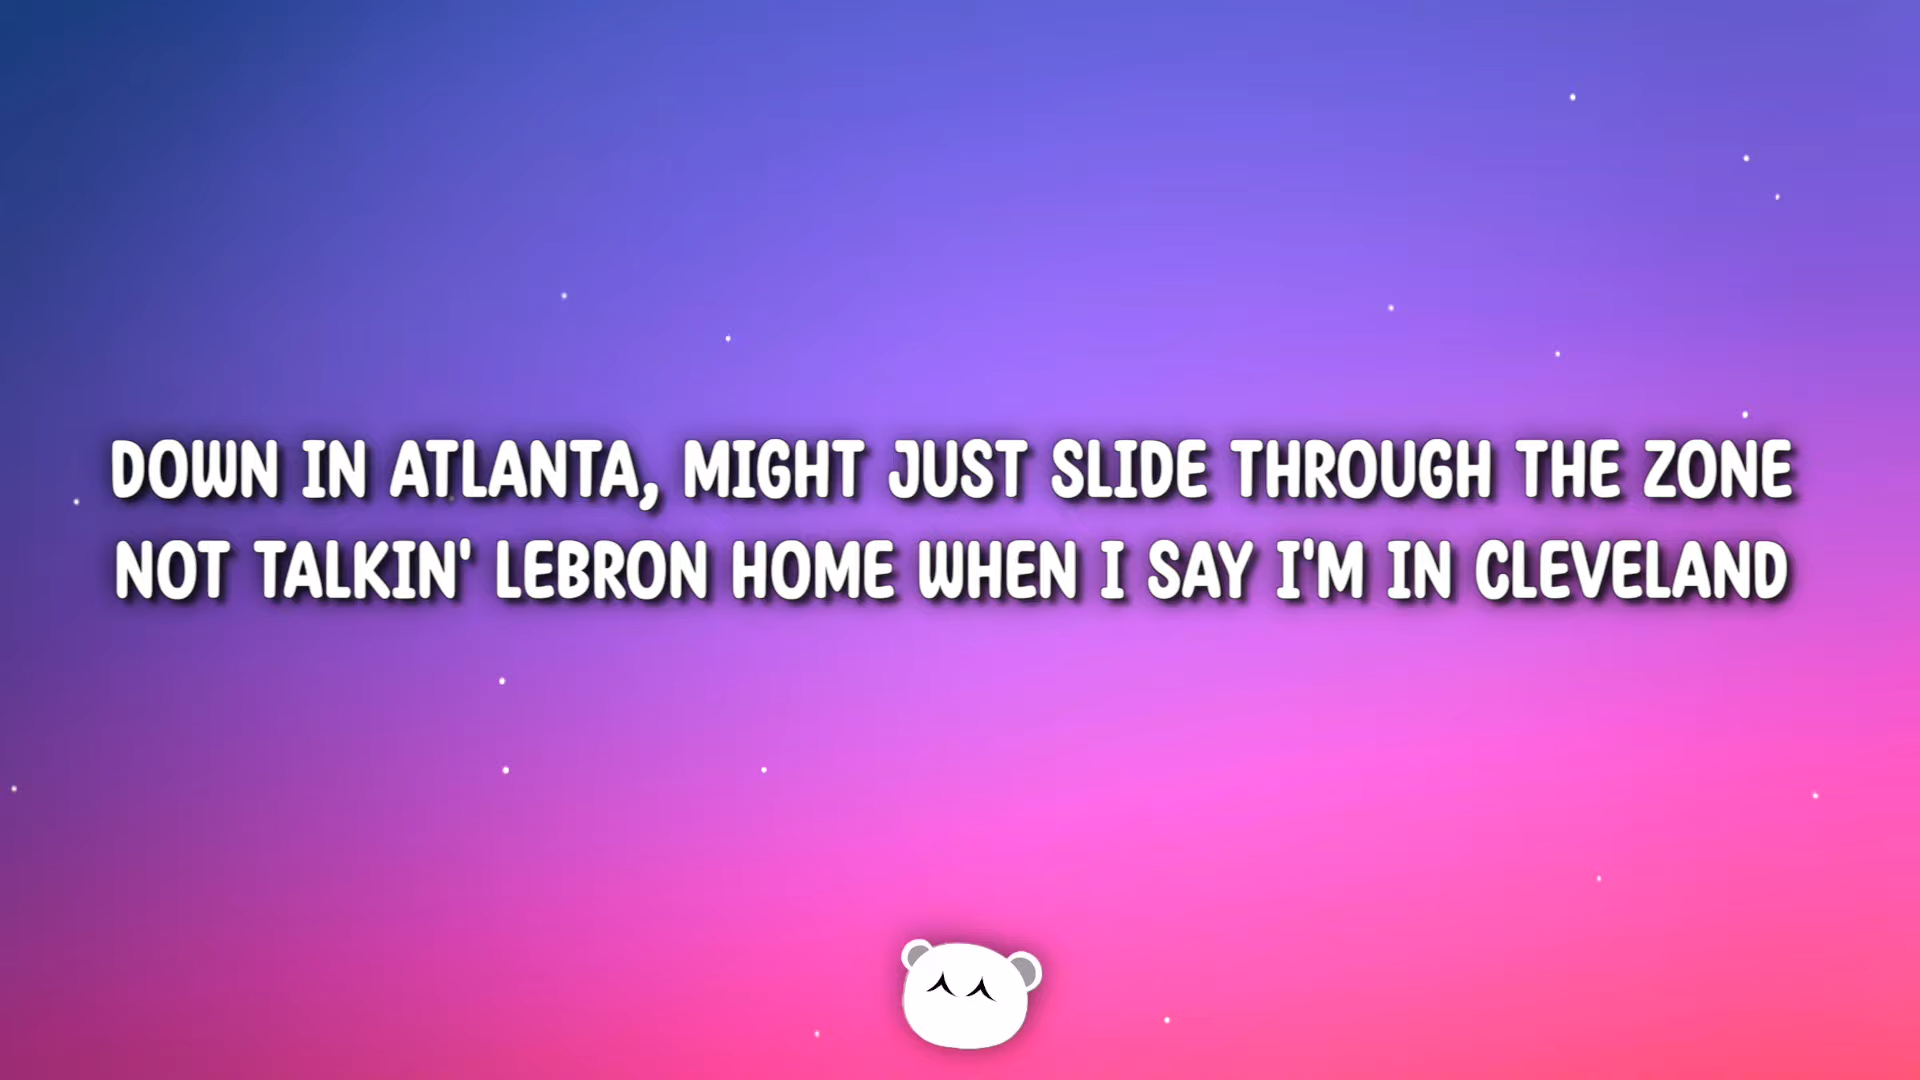 DOWN IN ATLANTA, MIGHT JUST SLIDE THROUGH THE ZONE
NOT TALKIN' LEBRON HOME WHEN I SAY I'M IN CLEVELAND